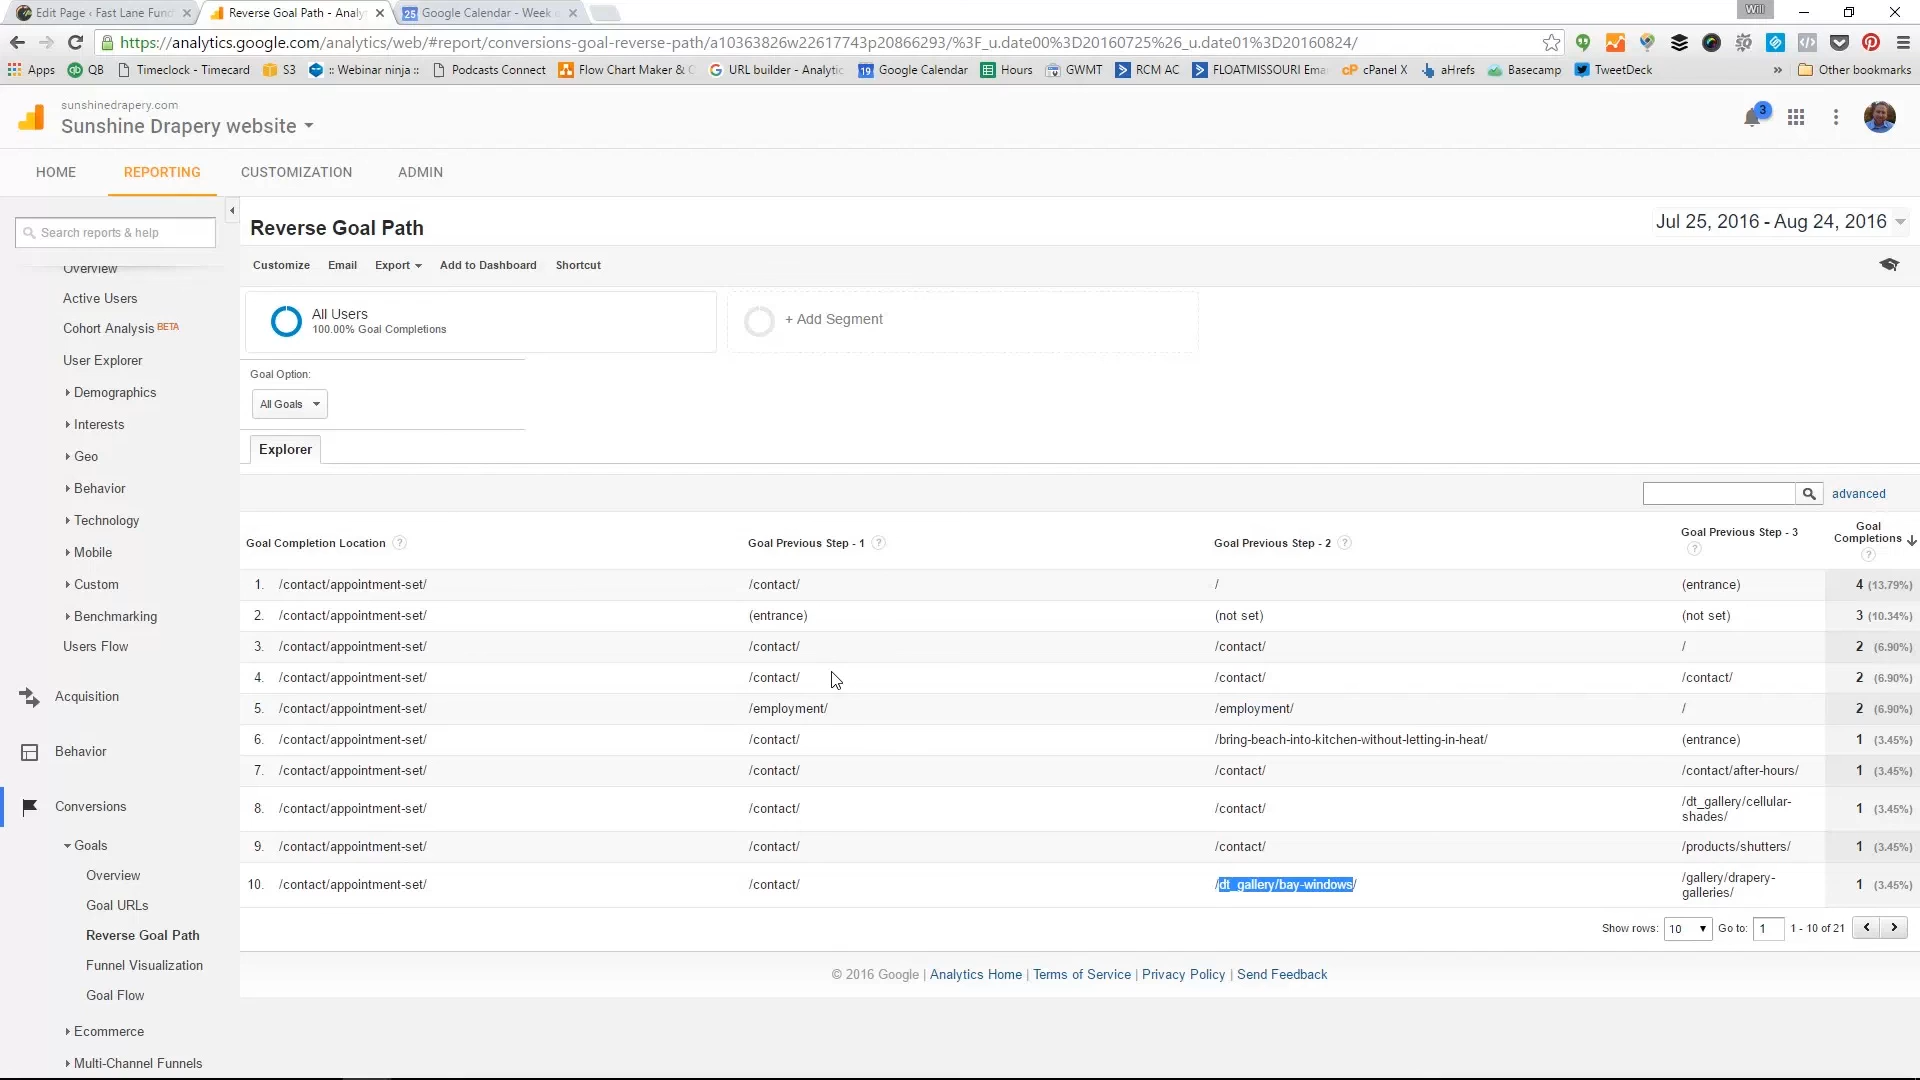 Edit Page ‹ Fast Lane Fund
Reverse Goal Path - Analy
25 Google Calendar - Week
Will
https://analytics.google.com/analytics/web/#report/conversions-goal-reverse-path/a10363826w22617743p20866293/%3F_u.date00%3D20160725%26_u.date01%3D20160824/
Apps QB Timeclock - Timecard S3 :: Webinar ninja :: Podcasts Connect Flow Chart Maker & C URL builder - Analytic 19 Google Calendar Hours GWMT RCM AC FLOATMISSOURI Ema cP cPanel X aHrefs Basecamp TweetDeck » Other bookmarks
sunshinedrapery.com
Sunshine Drapery website
3
HOME REPORTING CUSTOMIZATION ADMIN
Search reports & help
Overview
Active Users
Cohort Analysis BETA
User Explorer
Demographics
Interests
Geo
Behavior
Technology
Mobile
Custom
Benchmarking
Users Flow
Acquisition
Behavior
Conversions
Goals
Overview
Goal URLs
Reverse Goal Path
Funnel Visualization
Goal Flow
Ecommerce
Multi-Channel Funnels
Reverse Goal Path
Jul 25, 2016 - Aug 24, 2016
Customize Email Export Add to Dashboard Shortcut
All Users
100.00% Goal Completions
+ Add Segment
Goal Option:
All Goals
Explorer
advanced
Goal Completion Location ? Goal Previous Step - 1 ? Goal Previous Step - 2 ? Goal Previous Step - 3 ? Goal Completions ?
1. /contact/appointment-set/ /contact/ / (entrance) 4 (13.79%)
2. /contact/appointment-set/ (entrance) (not set) (not set) 3 (10.34%)
3. /contact/appointment-set/ /contact/ /contact/ / 2 (6.90%)
4. /contact/appointment-set/ /contact/ /contact/ /contact/ 2 (6.90%)
5. /contact/appointment-set/ /employment/ /employment/ / 2 (6.90%)
6. /contact/appointment-set/ /contact/ /bring-beach-into-kitchen-without-letting-in-heat/ (entrance) 1 (3.45%)
7. /contact/appointment-set/ /contact/ /contact/ /contact/after-hours/ 1 (3.45%)
8. /contact/appointment-set/ /contact/ /contact/ /dt_gallery/cellular-shades/ 1 (3.45%)
9. /contact/appointment-set/ /contact/ /contact/ /products/shutters/ 1 (3.45%)
10. /contact/appointment-set/ /contact/ /dt_gallery/bay-windows/ /gallery/drapery-galleries/ 1 (3.45%)
Show rows: 10 Go to: 1 1 - 10 of 21
© 2016 Google | Analytics Home | Terms of Service | Privacy Policy | Send Feedback